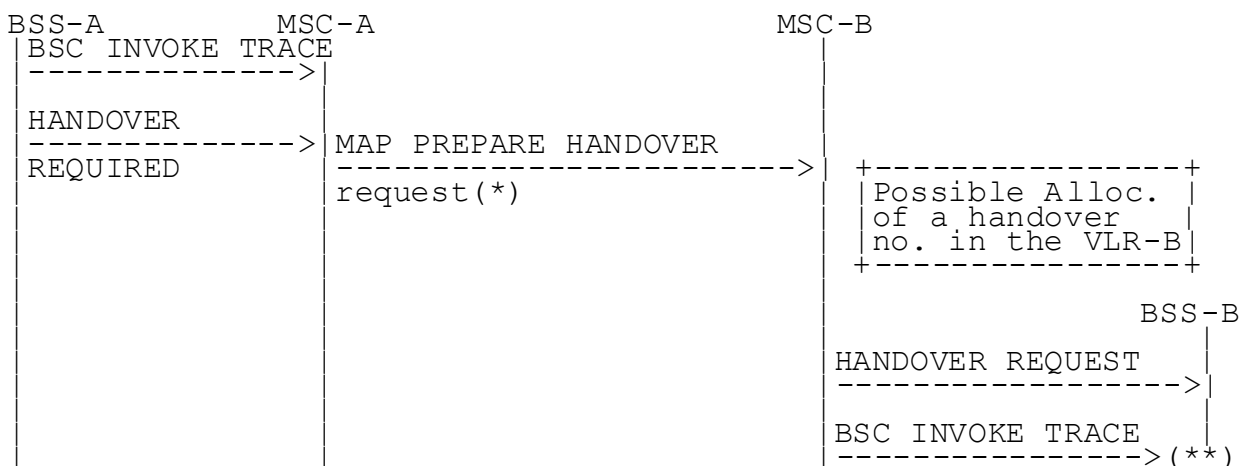 BSS-A MSC-A MSC-B
BSC INVOKE TRACE
HANDOVER
MAP PREPARE HANDOVER
REQUIRED
request(*)
Possible Alloc.
of a handover
no. in the VLR-B
BSS-B
HANDOVER REQUEST
BSC INVOKE TRACE
(**)